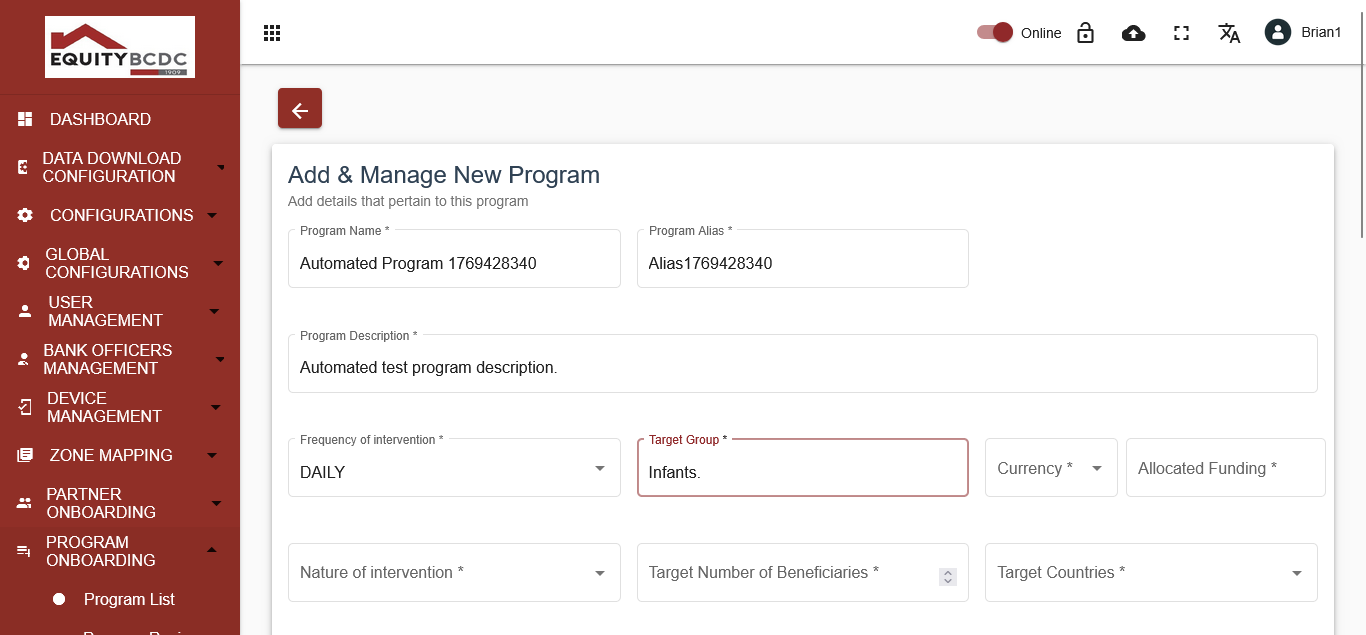 EQUITYBCDC
1909
DASHBOARD
DATA DOWNLOAD
CONFIGURATION
CONFIGURATIONS
GLOBAL
CONFIGURATIONS
USER
MANAGEMENT
BANK OFFICERS
MANAGEMENT
DEVICE
MANAGEMENT
ZONE MAPPING
PARTNER
ONBOARDING
PROGRAM
ONBOARDING
Program List
Online
Brian1
Add & Manage New Program
Add details that pertain to this program
Program Name *
Automated Program 1769428340
Program Alias *
Alias1769428340
Program Description *
Automated test program description.
Frequency of intervention *
DAILY
Target Group *
Infants.
Currency *
Allocated Funding *
Nature of intervention *
Target Number of Beneficiaries *
Target Countries *